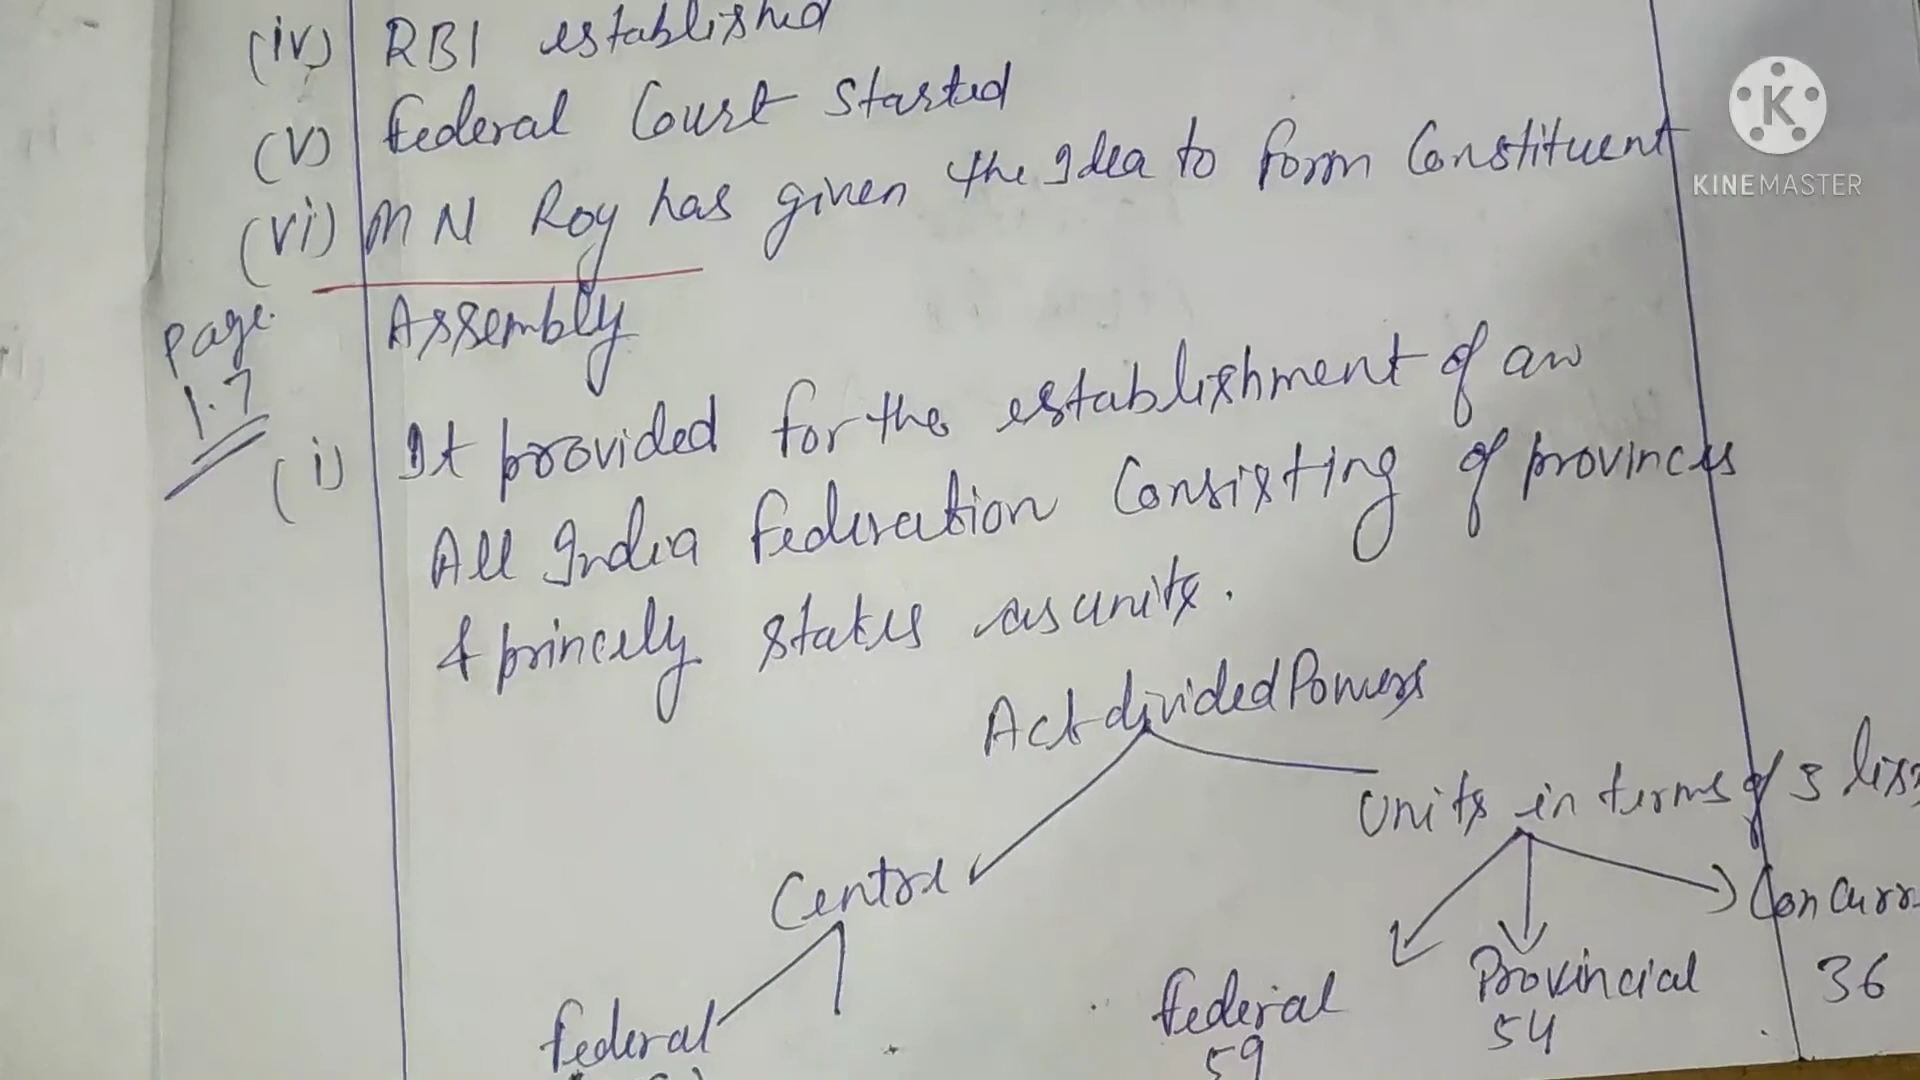 (iv) RBI established
(v) Federal Court Started
(vi) M N Roy has given the Idea to Form Constituent
Assembly
Page
1.7
(i) It provided for the establishment of an
All India Federation Consisting of provinces
& princely states as units.
Act divided Powers
Units in terms of 3 lis
Centre
Concurr
36
Federal
59
Provincial
54
Federal
K
KINEMASTER